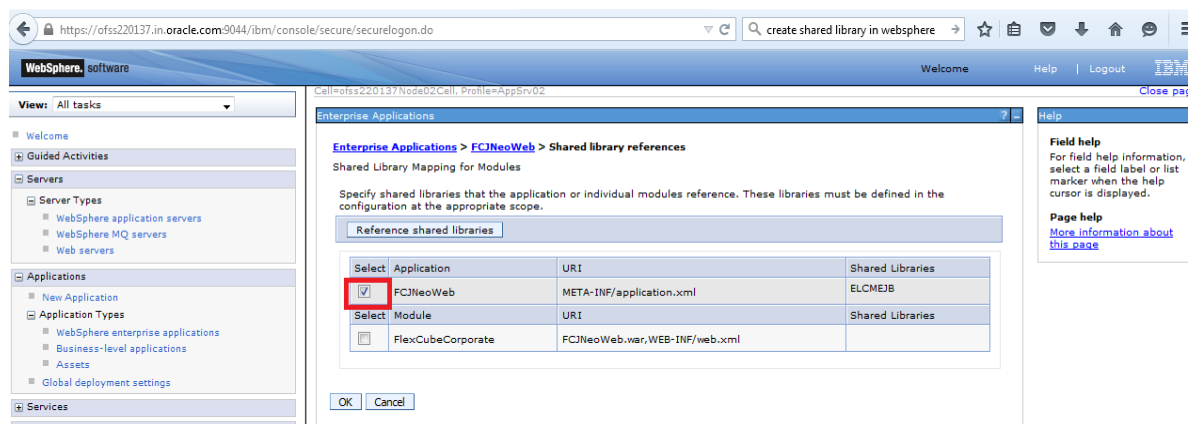 https://ofss220137.in.oracle.com:9044/ibm/console/secure/securelogon.do
create shared library in websphere
WebSphere. software
Welcome
Help | Logout
IBM
View: All tasks
Cell=ofss220137Node02Cell, Profile=AppSrv02
Close pag
Welcome
Guided Activities
Servers
Server Types
WebSphere application servers
WebSphere MQ servers
Web servers
Applications
New Application
Application Types
WebSphere enterprise applications
Business-level applications
Assets
Global deployment settings
Services
Enterprise Applications ? -
Enterprise Applications > FCJNeoWeb > Shared library references
Shared Library Mapping for Modules
Specify shared libraries that the application or individual modules reference. These libraries must be defined in the
configuration at the appropriate scope.
Reference shared libraries
Select Application URI Shared Libraries
FCJNeoWeb META-INF/application.xml ELCMEJB
Select Module URI Shared Libraries
FlexCubeCorporate FCJNeoWeb.war,WEB-INF/web.xml
OK Cancel
Help
Field help
For field help information,
select a field label or list
marker when the help
cursor is displayed.
Page help
More information about
this page